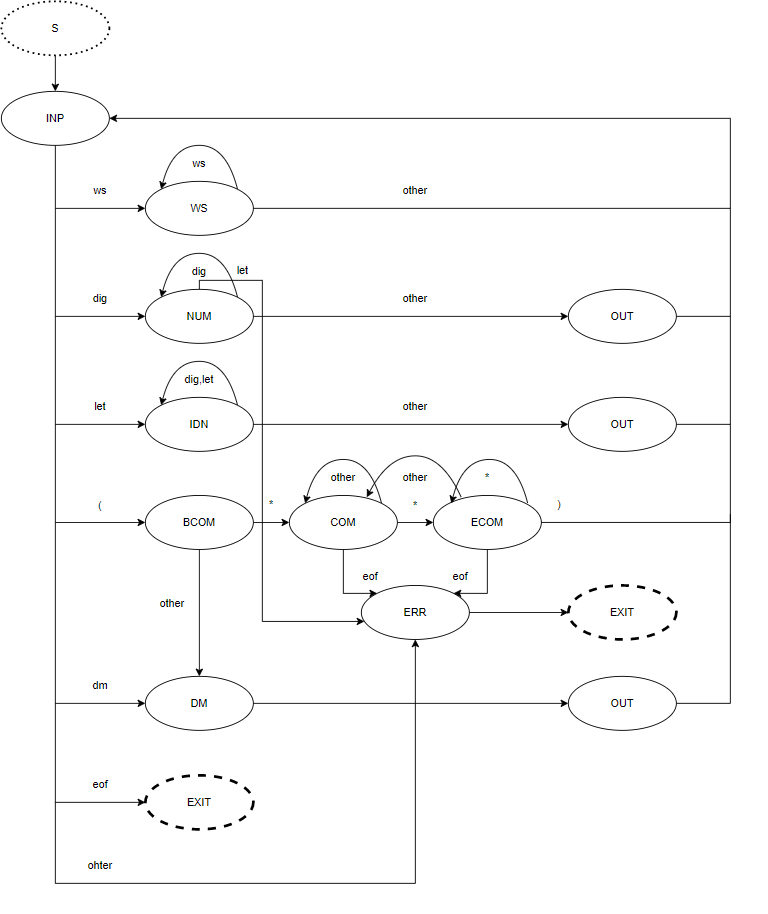 S
INP
ws
ws
WS
other
dig
let
dig
NUM
other
OUT
dig,let
let
IDN
other
OUT
other
other
*
(
BCOM
*
COM
*
ECOM
)
eof
eof
other
ERR
EXIT
dm
DM
OUT
eof
EXIT
ohter